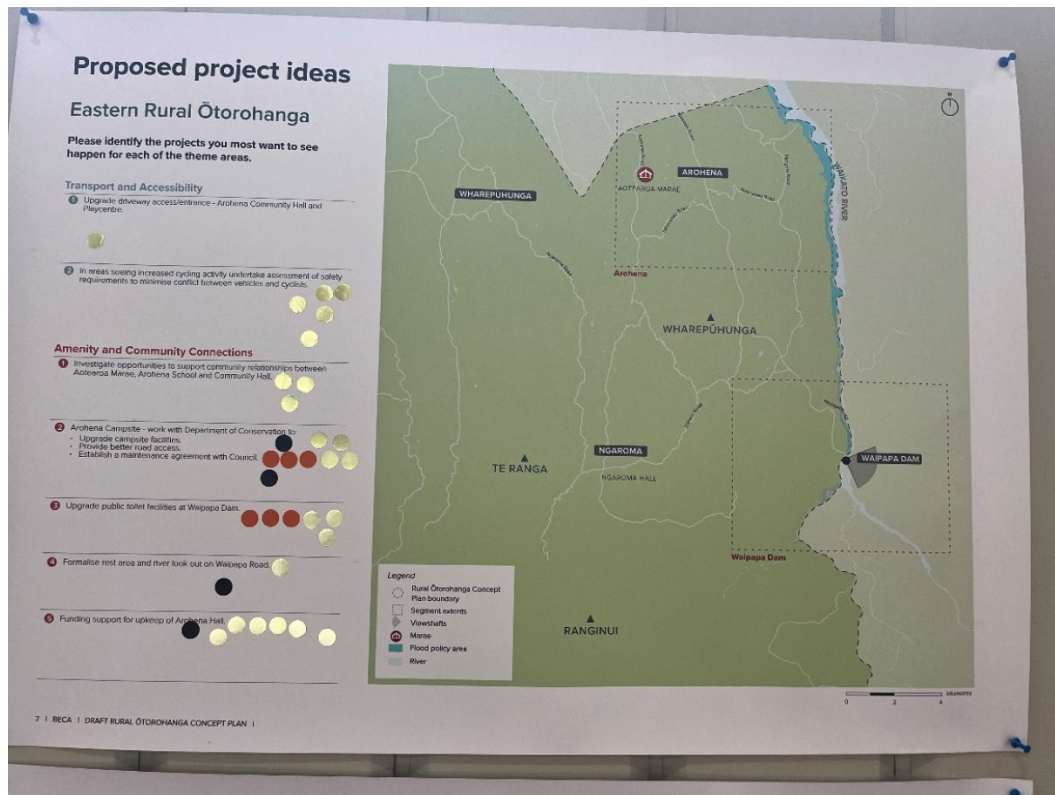 Proposed project ideas
Eastern Rural Ōtorohanga
Please identify the projects you most want to see
happen for each of the theme areas.
Transport and Accessibility
1 Upgrade driveway access/entrance - Arohena Community Hall and
Playcentre.
2 In areas seeing increased cycling activity undertake assessment of safety
requirements to minimise conflict between vehicles and cyclists.
Amenity and Community Connections
1 Investigate opportunities to support community relationships between
Aotearoa Marae, Arohena School and Community Hall.
2 Arohena Campsite - work with Department of Conservation to:
• Upgrade campsite facilities.
• Provide better road access.
• Establish a maintenance agreement with Council.
3 Upgrade public toilet facilities at Waipapa Dam.
4 Formalise rest area and river look out on Waipapa Road.
5 Funding support for upkeep of Arohena Hall.
7 | BECA | DRAFT RURAL ŌTOROHANGA CONCEPT PLAN |
N
WHAREPŪHUNGA
AROHENA
AOTEAROA MARAE
WAIKATO RIVER
Arohena
WHAREPŪHUNGA
NGAROMA
TE RANGA
NGAROMA HALL
WAIPAPA DAM
Waipapa Dam
RANGINUI
Legend
Rural Ōtorohanga Concept
Plan boundary
Segment extents
Viewshafts
Marae
Flood policy area
River
0 2 4
kilometres